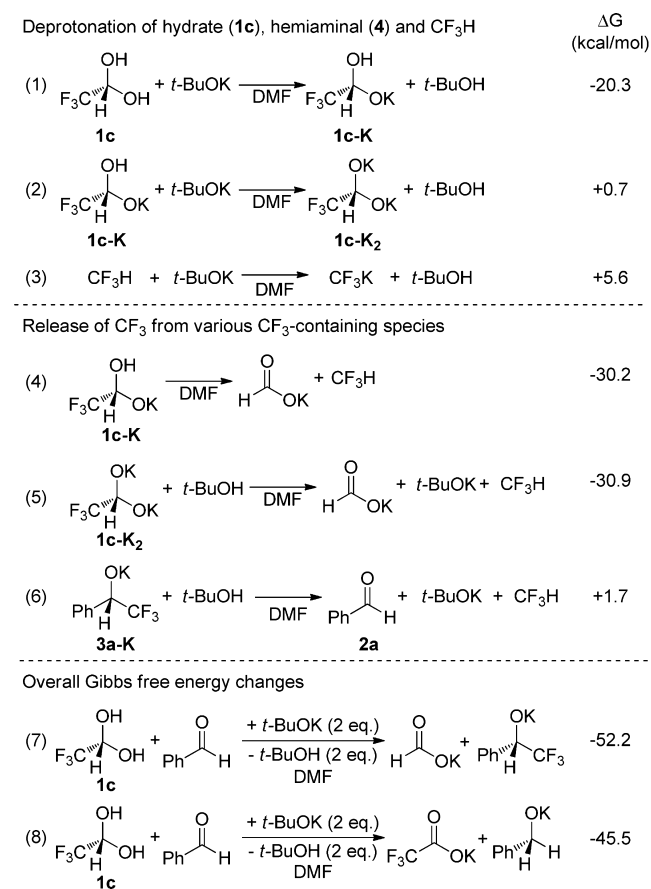 Deprotonation of hydrate (1c), hemiaminal (4) and CF₃H
ΔG
(kcal/mol)
(1) F₃C H OH OH + t-BuOK DMF F₃C H OH OK + t-BuOH -20.3
1c 1c-K
(2) F₃C H OH OK + t-BuOK DMF F₃C H OK OK + t-BuOH +0.7
1c-K 1c-K₂
(3) CF₃H + t-BuOK DMF CF₃K + t-BuOH +5.6
Release of CF₃ from various CF₃-containing species
(4) F₃C H OH OK DMF H O OK + CF₃H -30.2
1c-K
(5) F₃C H OK OK + t-BuOH DMF H O OK + t-BuOK + CF₃H -30.9
1c-K₂
(6) Ph H OK CF₃ + t-BuOH DMF Ph O H + t-BuOK + CF₃H +1.7
3a-K 2a
Overall Gibbs free energy changes
(7) F₃C H OH OH + Ph O H + t-BuOK (2 eq.) - t-BuOH (2 eq.) DMF H O OK + Ph H OK CF₃ -52.2
1c
(8) F₃C H OH OH + Ph O H + t-BuOK (2 eq.) - t-BuOH (2 eq.) DMF F₃C O OK + Ph H OK H -45.5
1c